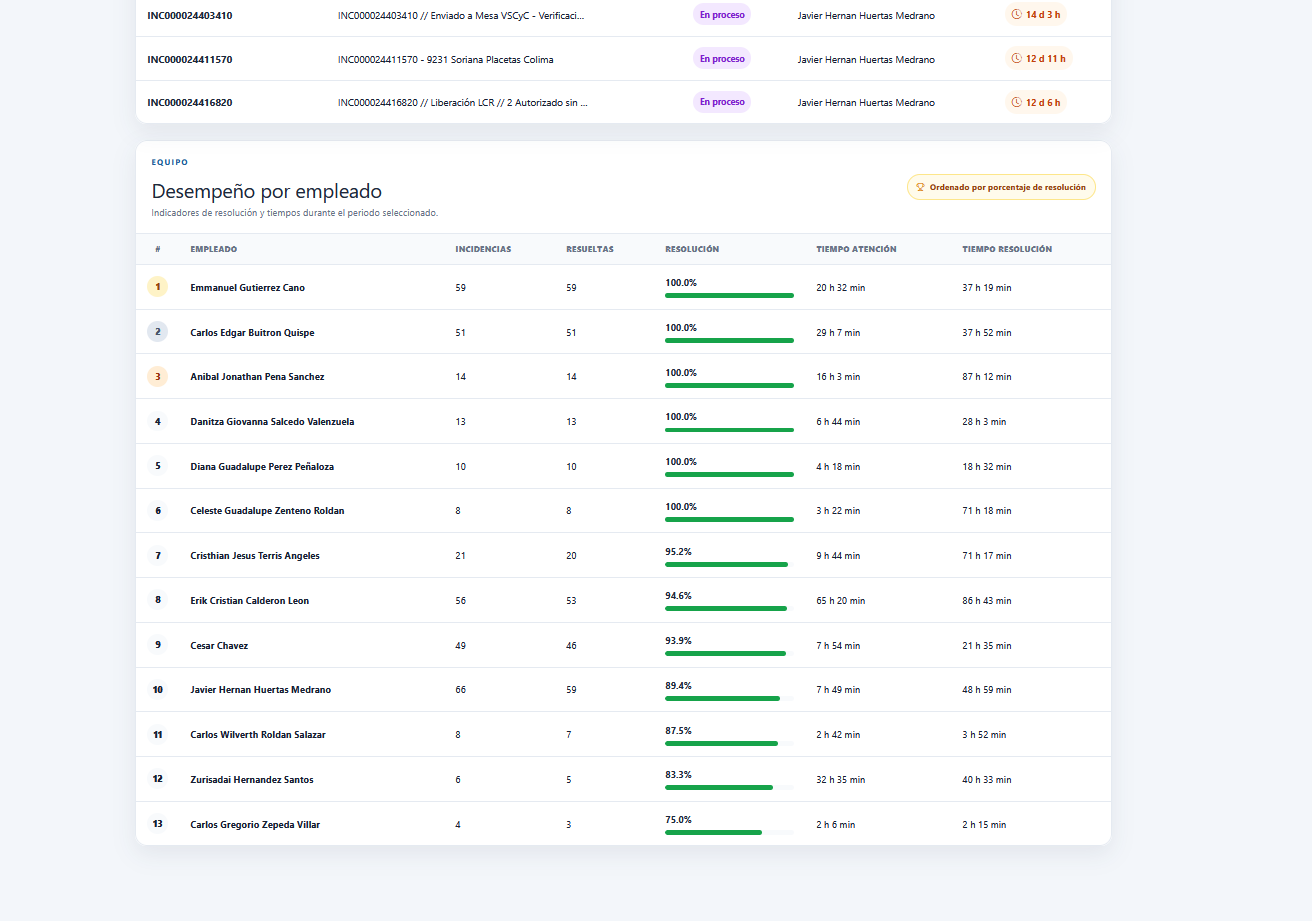 INC000024403410 INC000024403410 // Enviado a Mesa VSCyC - Verificaci... En proceso Javier Hernan Huertas Medrano 14 d 3 h
INC000024411570 INC000024411570 - 9231 Soriana Placetas Colima En proceso Javier Hernan Huertas Medrano 12 d 11 h
INC000024416820 INC000024416820 // Liberación LCR // 2 Autorizado sin ... En proceso Javier Hernan Huertas Medrano 12 d 6 h
EQUIPO
Desempeño por empleado
Ordenado por porcentaje de resolución
Indicadores de resolución y tiempos durante el periodo seleccionado.
# EMPLEADO INCIDENCIAS RESUELTAS RESOLUCIÓN TIEMPO ATENCIÓN TIEMPO RESOLUCIÓN
1 Emmanuel Gutierrez Cano 59 59 100.0% 20 h 32 min 37 h 19 min
2 Carlos Edgar Buitron Quispe 51 51 100.0% 29 h 7 min 37 h 52 min
3 Anibal Jonathan Pena Sanchez 14 14 100.0% 16 h 3 min 87 h 12 min
4 Danitza Giovanna Salcedo Valenzuela 13 13 100.0% 6 h 44 min 28 h 3 min
5 Diana Guadalupe Perez Peñaloza 10 10 100.0% 4 h 18 min 18 h 32 min
6 Celeste Guadalupe Zenteno Roldan 8 8 100.0% 3 h 22 min 71 h 18 min
7 Cristhian Jesus Terris Angeles 21 20 95.2% 9 h 44 min 71 h 17 min
8 Erik Cristian Calderon Leon 56 53 94.6% 65 h 20 min 86 h 43 min
9 Cesar Chavez 49 46 93.9% 7 h 54 min 21 h 35 min
10 Javier Hernan Huertas Medrano 66 59 89.4% 7 h 49 min 48 h 59 min
11 Carlos Wilverth Roldan Salazar 8 7 87.5% 2 h 42 min 3 h 52 min
12 Zurisadai Hernandez Santos 6 5 83.3% 32 h 35 min 40 h 33 min
13 Carlos Gregorio Zepeda Villar 4 3 75.0% 2 h 6 min 2 h 15 min